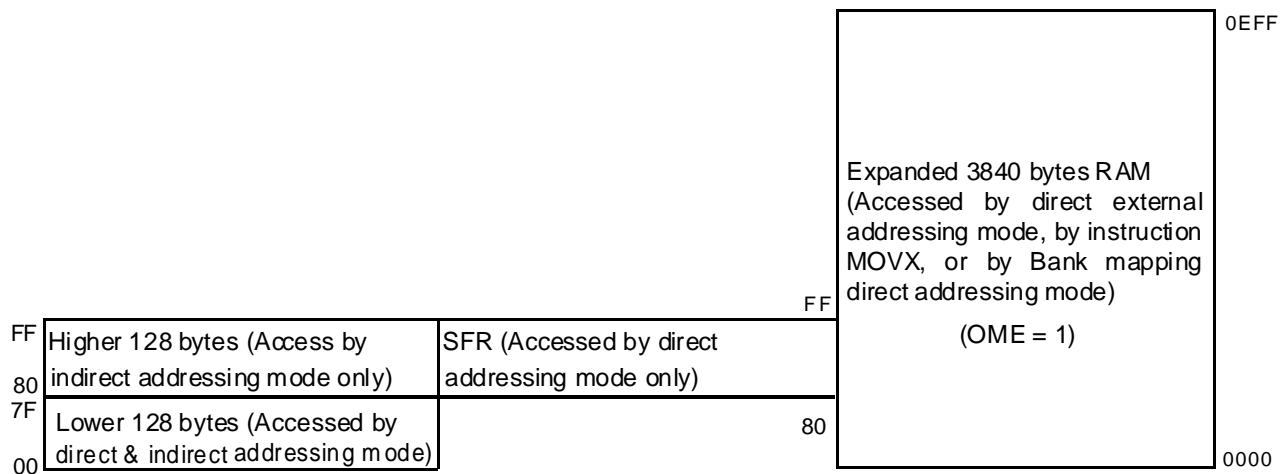 0EFF
Expanded 3840 bytes RAM
(Accessed by direct external
addressing mode, by instruction
MOVX, or by Bank mapping
direct addressing mode)
(OME = 1)
FF
FF
Higher 128 bytes (Access by
indirect addressing mode only)
80
SFR (Accessed by direct
addressing mode only)
7F
Lower 128 bytes (Accessed by
direct & indirect addressing mode)
00
80
0000